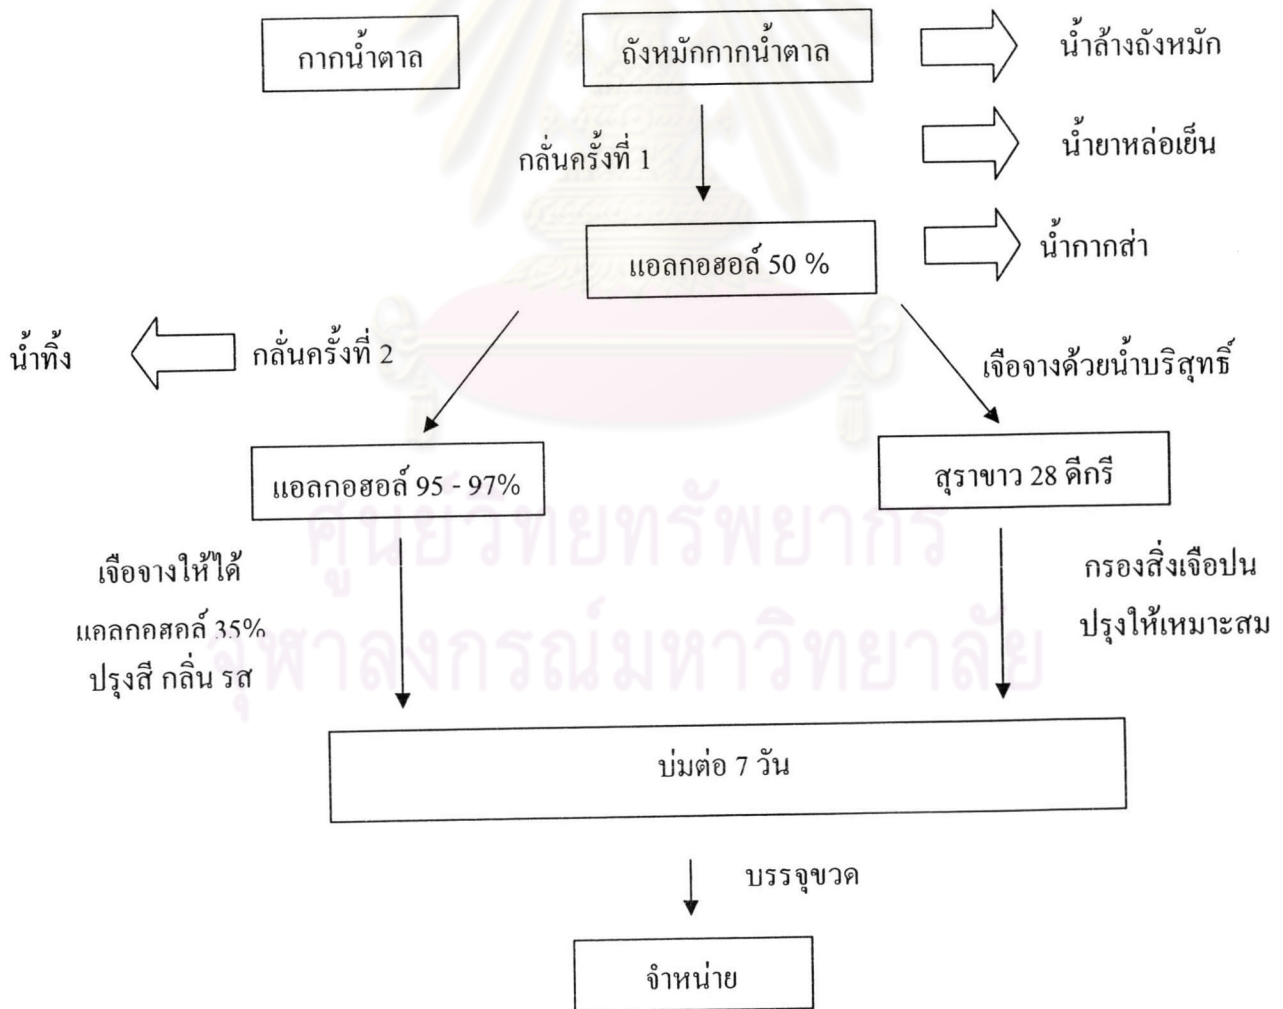 กากน้ำตาล
ถังหมักกากน้ำตาล
น้ำล้างถังหมัก
กลั่นครั้งที่ 1
น้ำยาหล่อเย็น
แอลกอฮอล์ 50 %
น้ำกากส่า
น้ำทิ้ง
กลั่นครั้งที่ 2
เจือจางด้วยน้ำบริสุทธิ์
แอลกอฮอล์ 95 - 97%
สุราขาว 28 ดีกรี
ศูนย์วิทยทรัพยากร
จุฬาลงกรณ์มหาวิทยาลัย
เจือจางให้ได้
แอลกอฮอล์ 35%
ปรุงสี กลิ่น รส
กรองสิ่งเจือปน
ปรุงให้เหมาะสม
บ่มต่อ 7 วัน
บรรจุขวด
จำหน่าย